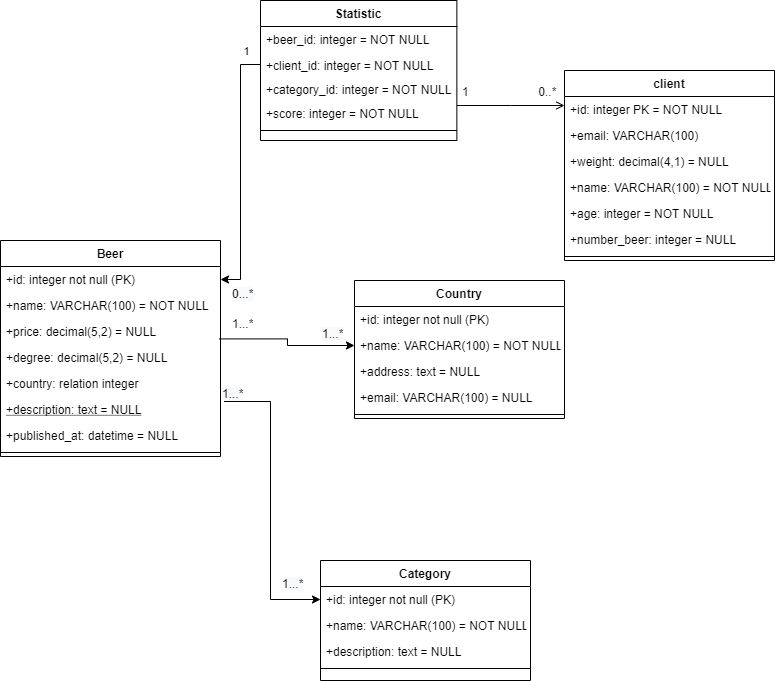 Statistic
+beer_id: integer = NOT NULL
+client_id: integer = NOT NULL
+category_id: integer = NOT NULL
+score: integer = NOT NULL
1
1
0..*
client
+id: integer PK = NOT NULL
+email: VARCHAR(100)
+weight: decimal(4,1) = NULL
+name: VARCHAR(100) = NOT NULL
+age: integer = NOT NULL
+number_beer: integer = NULL
Beer
+id: integer not null (PK)
+name: VARCHAR(100) = NOT NULL
+price: decimal(5,2) = NULL
+degree: decimal(5,2) = NULL
+country: relation integer
+description: text = NULL
+published_at: datetime = NULL
0...*
1...*
1...*
1...*
Country
+id: integer not null (PK)
+name: VARCHAR(100) = NOT NULL
+address: text = NULL
+email: VARCHAR(100) = NULL
1...*
Category
+id: integer not null (PK)
+name: VARCHAR(100) = NOT NULL
+description: text = NULL